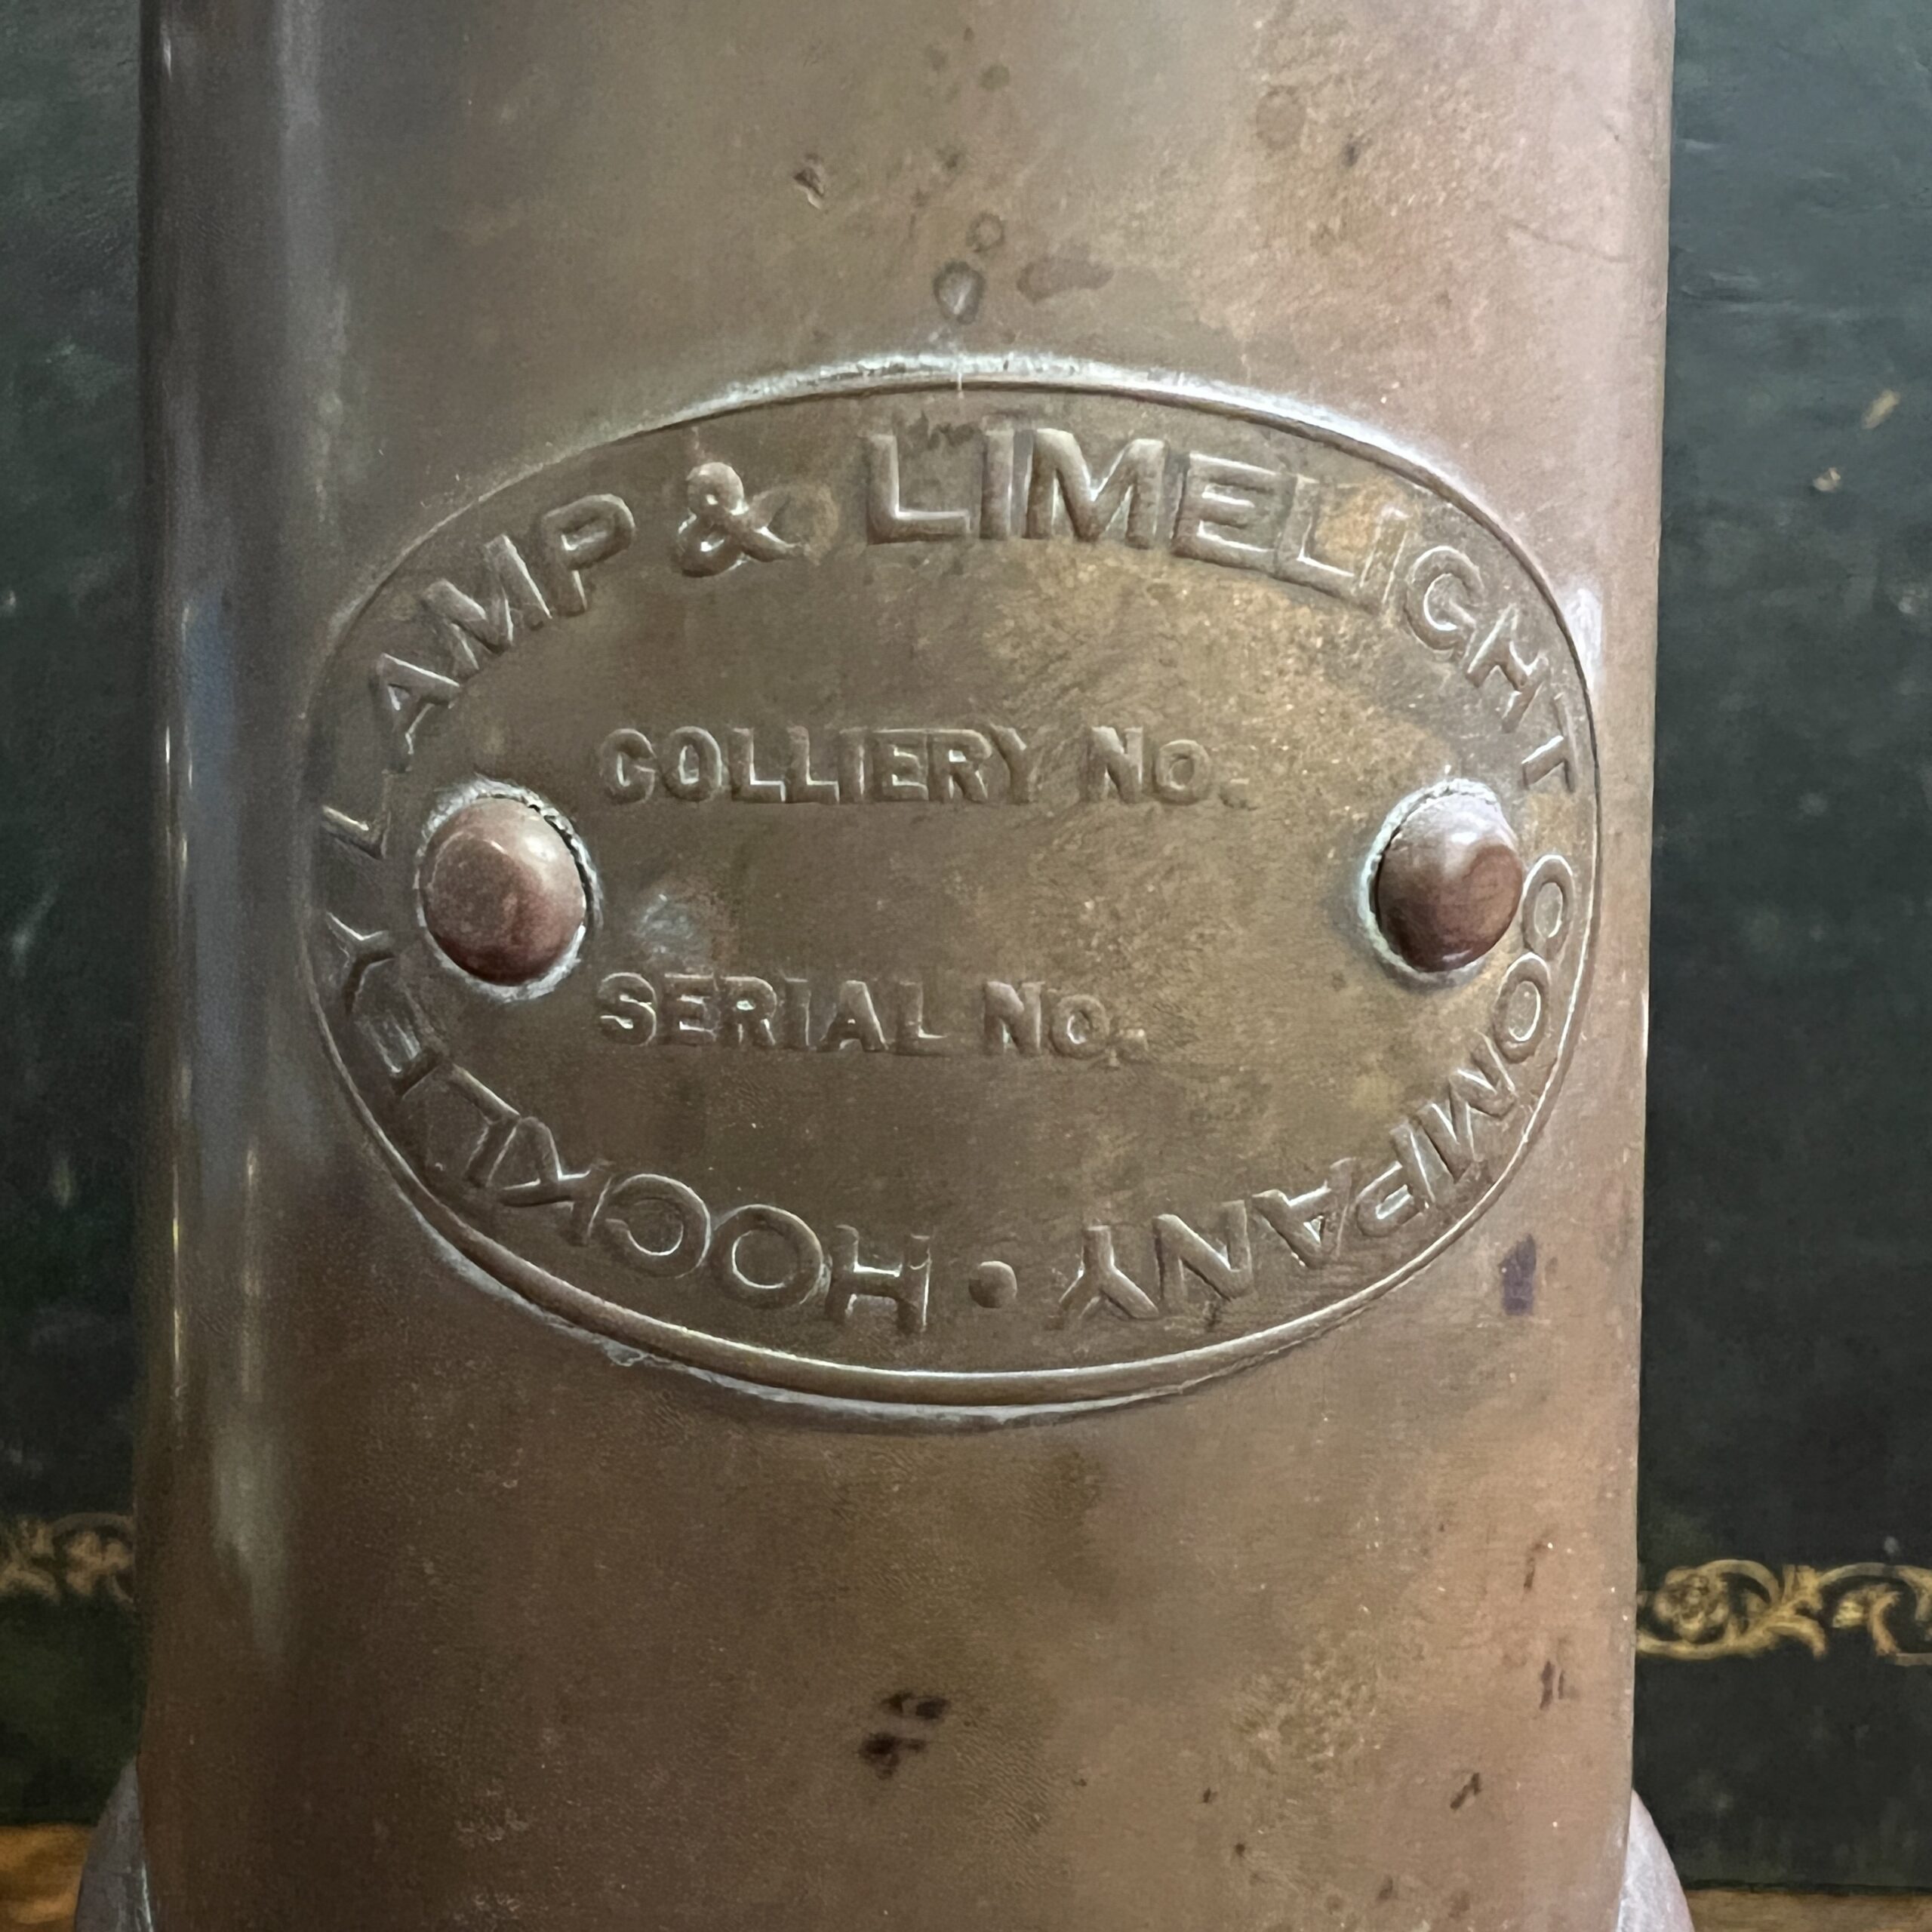 HOCKLEY LAMP & LIMELIGHT COMPANY •
COLLIERY No.
SERIAL No.